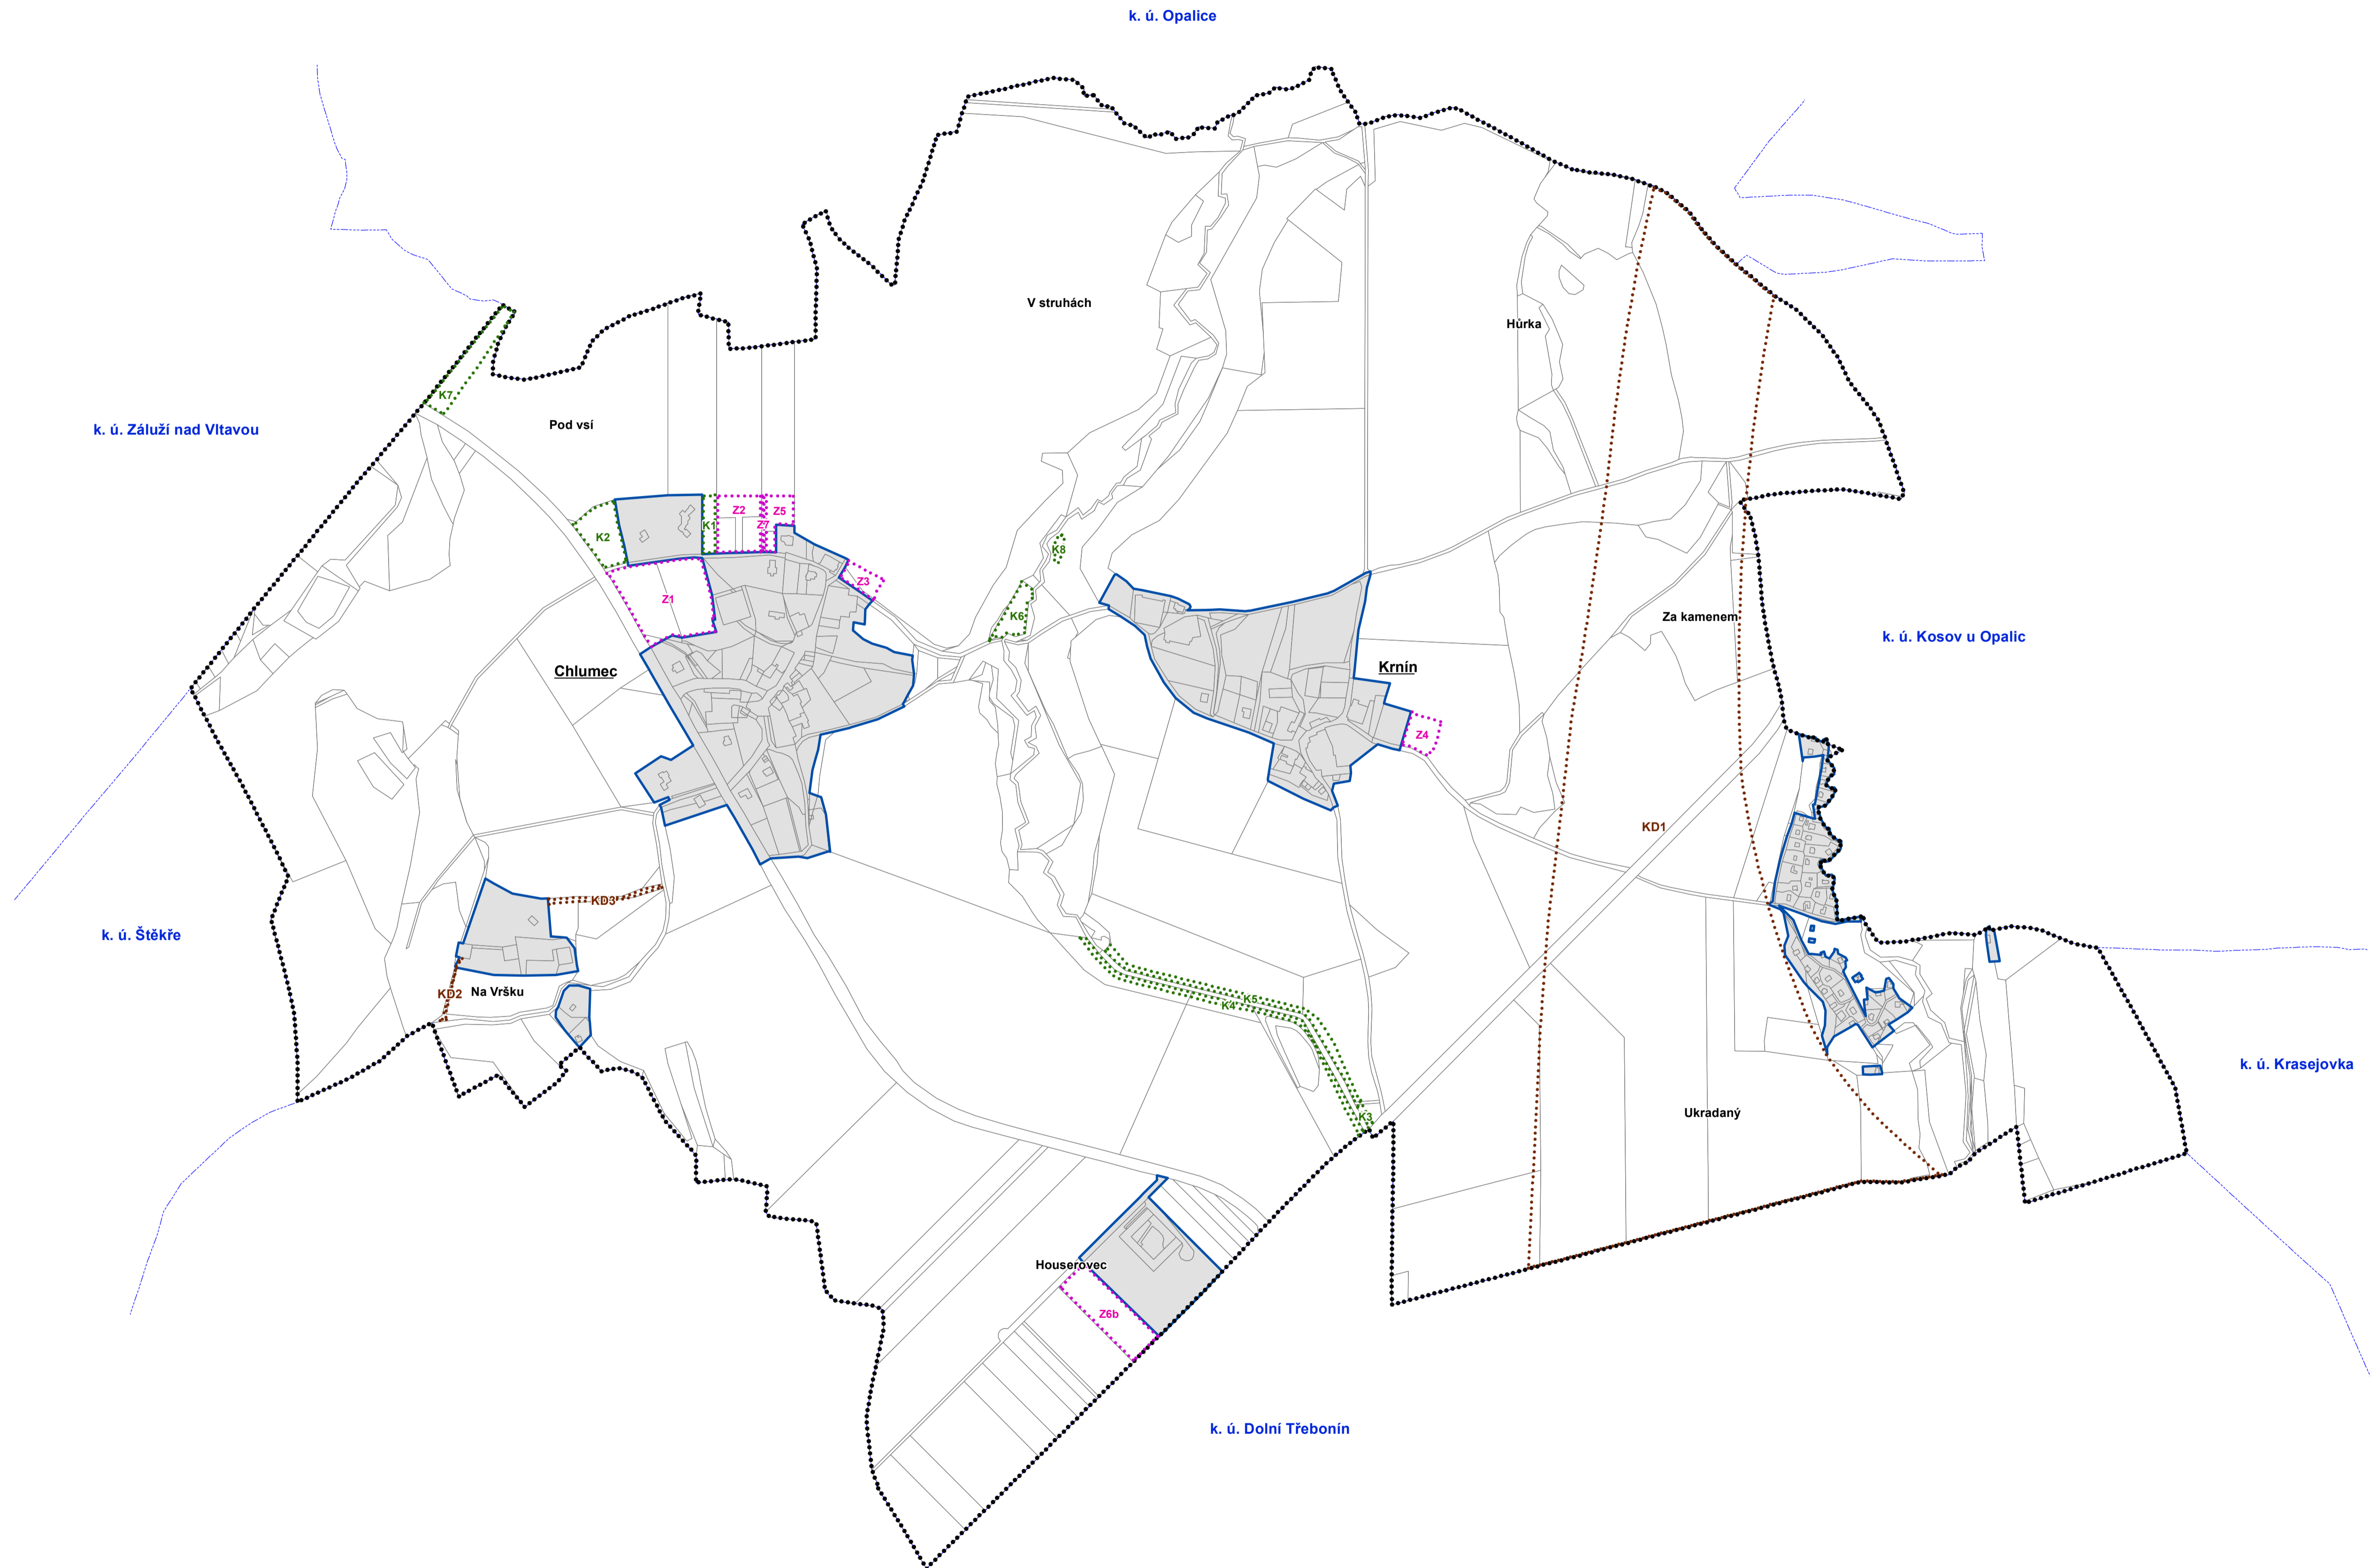 k. ú. Opalice
V struhách
Hůrka
K7
Pod vsí
k. ú. Záluží nad Vltavou
K2
K1
Z2
Z7
Z5
K8
Z3
Z1
K6
Za kamenem
k. ú. Kosov u Opalic
Chlumec
Krnín
Z4
KD1
KD3
k. ú. Štěkře
KD2
Na Vršku
K5
K4
k. ú. Krasejovka
K3
Ukradaný
Houserovec
Z6b
k. ú. Dolní Třebonín